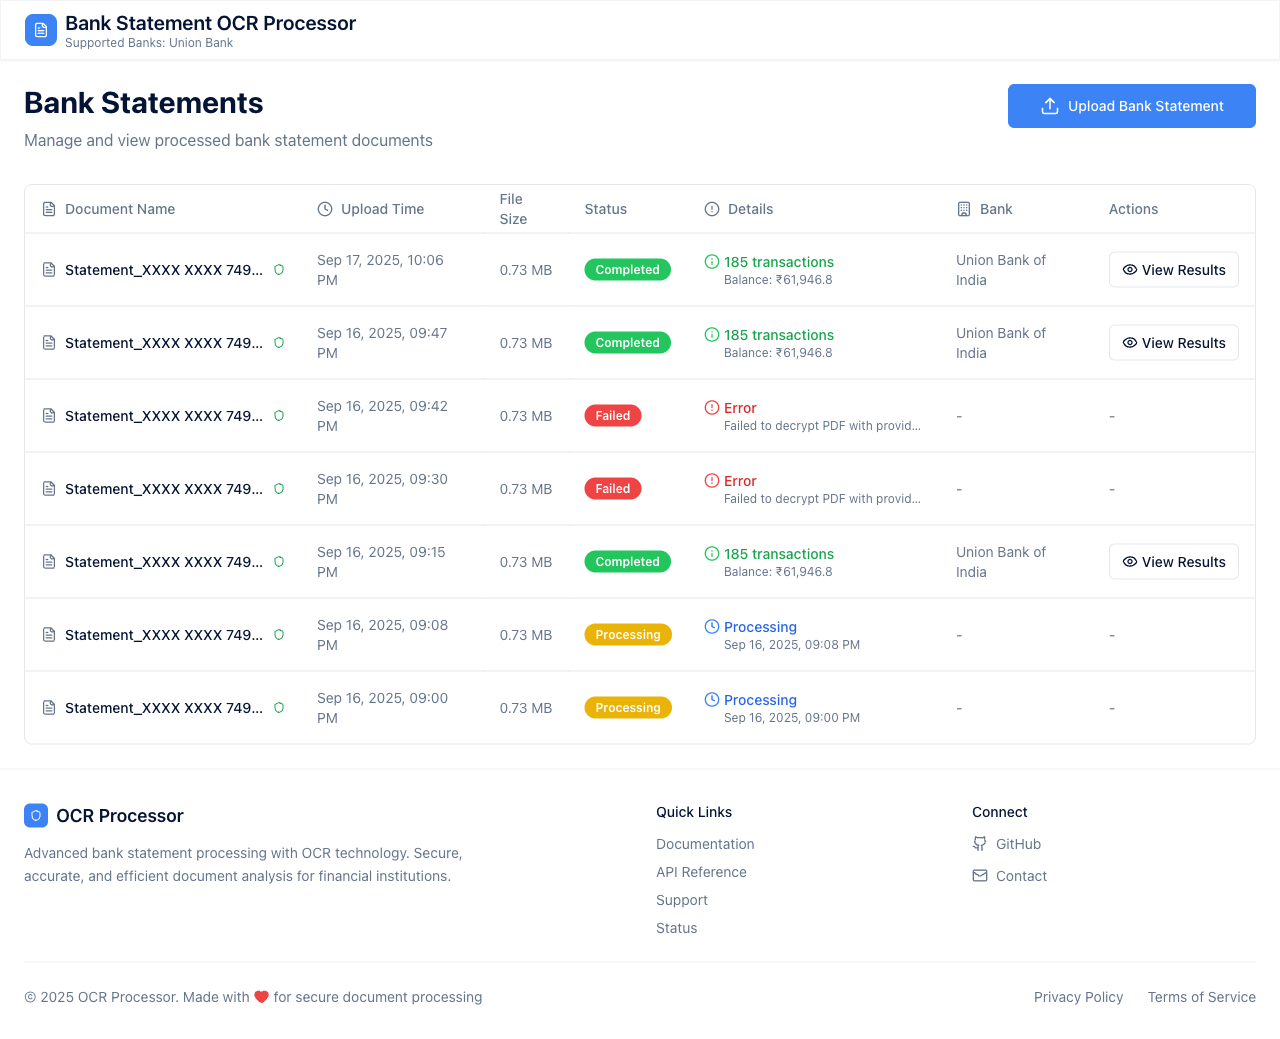 Bank Statement OCR Processor
Supported Banks: Union Bank
Bank Statements
Manage and view processed bank statement documents
Upload Bank Statement
Document Name Upload Time File Size Status Details Bank Actions
Statement_XXXX XXXX 749... Sep 17, 2025, 10:06 PM 0.73 MB Completed 185 transactions Balance: ₹61,946.8 Union Bank of India View Results
Statement_XXXX XXXX 749... Sep 16, 2025, 09:47 PM 0.73 MB Completed 185 transactions Balance: ₹61,946.8 Union Bank of India View Results
Statement_XXXX XXXX 749... Sep 16, 2025, 09:42 PM 0.73 MB Failed Error Failed to decrypt PDF with provid... - -
Statement_XXXX XXXX 749... Sep 16, 2025, 09:30 PM 0.73 MB Failed Error Failed to decrypt PDF with provid... - -
Statement_XXXX XXXX 749... Sep 16, 2025, 09:15 PM 0.73 MB Completed 185 transactions Balance: ₹61,946.8 Union Bank of India View Results
Statement_XXXX XXXX 749... Sep 16, 2025, 09:08 PM 0.73 MB Processing Processing Sep 16, 2025, 09:08 PM - -
Statement_XXXX XXXX 749... Sep 16, 2025, 09:00 PM 0.73 MB Processing Processing Sep 16, 2025, 09:00 PM - -
OCR Processor
Advanced bank statement processing with OCR technology. Secure,
accurate, and efficient document analysis for financial institutions.
Quick Links
Documentation
API Reference
Support
Status
Connect
GitHub
Contact
© 2025 OCR Processor. Made with ❤️ for secure document processing
Privacy Policy Terms of Service